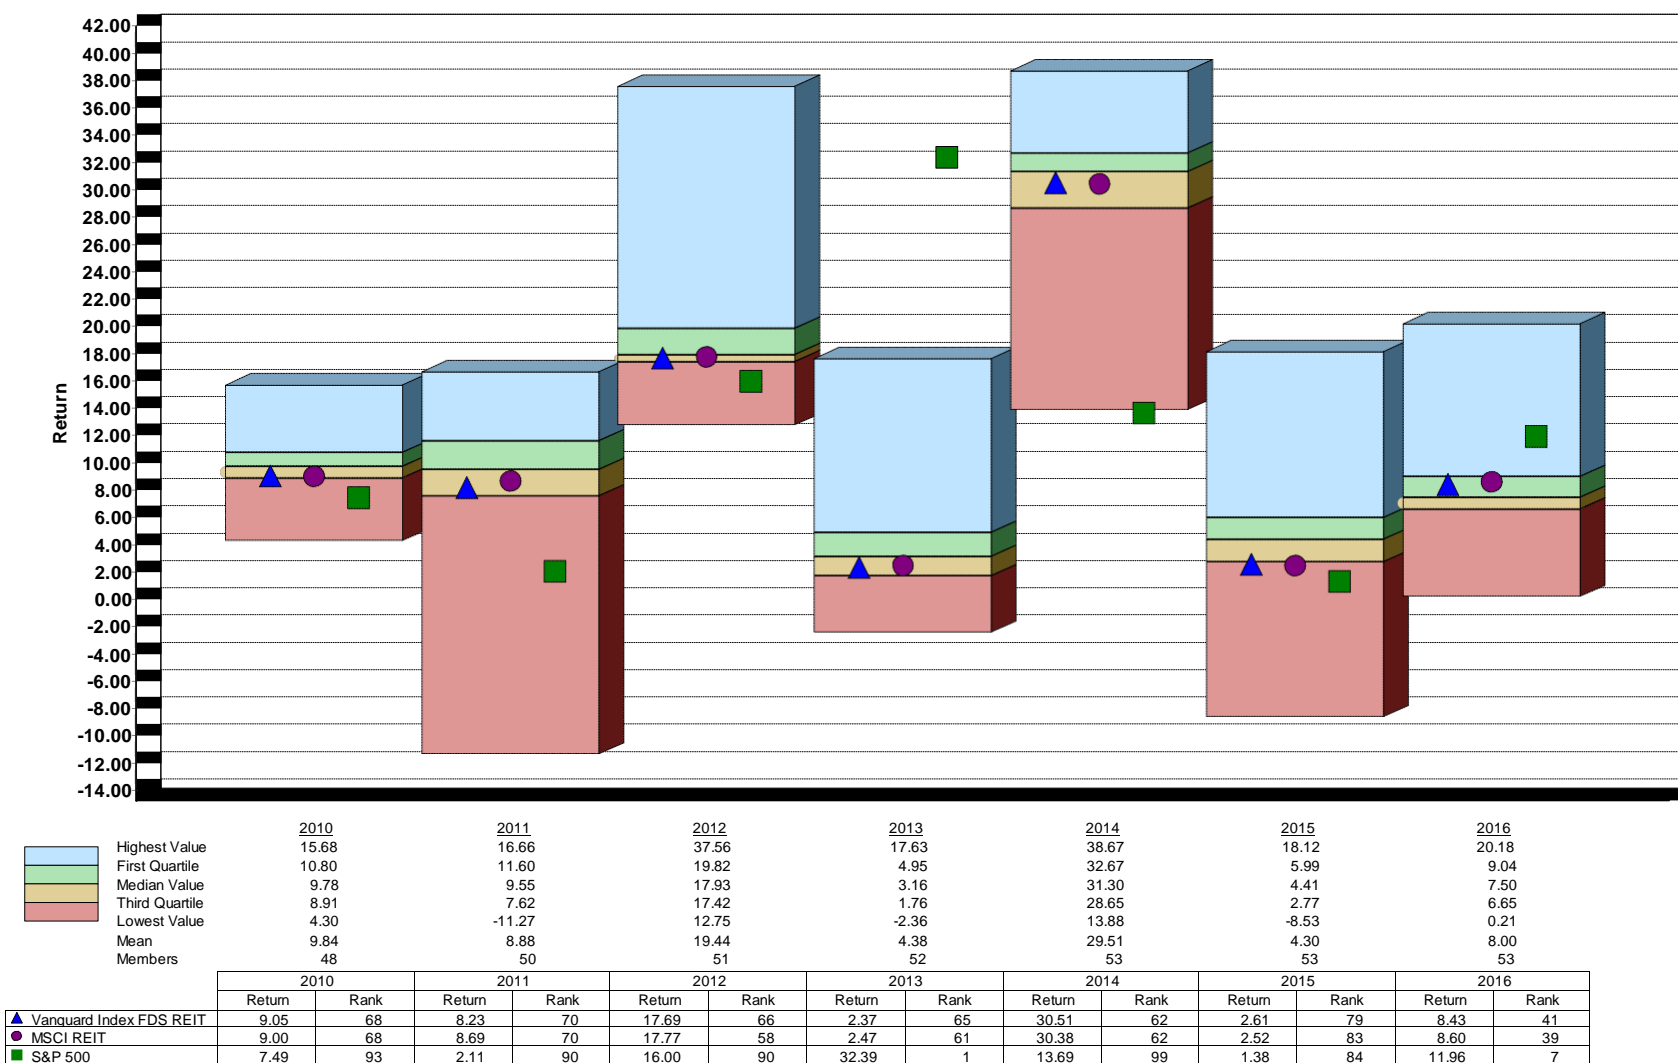 42.00
40.00
38.00
36.00
34.00
32.00
30.00
28.00
26.00
24.00
22.00
20.00
18.00
16.00
14.00
12.00
10.00
8.00
6.00
4.00
2.00
0.00
-2.00
-4.00
-6.00
-8.00
-10.00
-12.00
-14.00
Return
2010 2011 2012 2013 2014 2015 2016
Highest Value 15.68 16.66 37.56 17.63 38.67 18.12 20.18
First Quartile 10.80 11.60 19.82 4.95 32.67 5.99 9.04
Median Value 9.78 9.55 17.93 3.16 31.30 4.41 7.50
Third Quartile 8.91 7.62 17.42 1.76 28.65 2.77 6.65
Lowest Value 4.30 -11.27 12.75 -2.36 13.88 -8.53 0.21
Mean 9.84 8.88 19.44 4.38 29.51 4.30 8.00
Members 48 50 51 52 53 53 53
2010 2011 2012 2013 2014 2015 2016
Return Rank Return Rank Return Rank Return Rank Return Rank Return Rank Return Rank
Vanguard Index FDS REIT 9.05 68 8.23 70 17.69 66 2.37 65 30.51 62 2.61 79 8.43 41
MSCI REIT 9.00 68 8.69 70 17.77 58 2.47 61 30.38 62 2.52 83 8.60 39
S&P 500 7.49 93 2.11 90 16.00 90 32.39 1 13.69 99 1.38 84 11.96 7